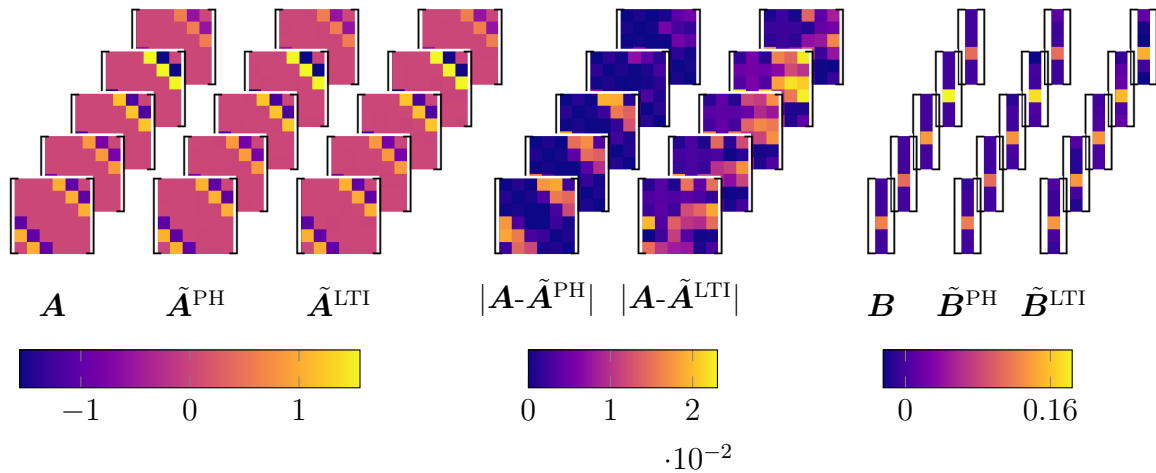 A Ã^PH Ã^LTI |A-Ã^PH| |A-Ã^LTI| B B̃^PH B̃^LTI
−1 0 1 0 1 2 0 0.16
·10^−2